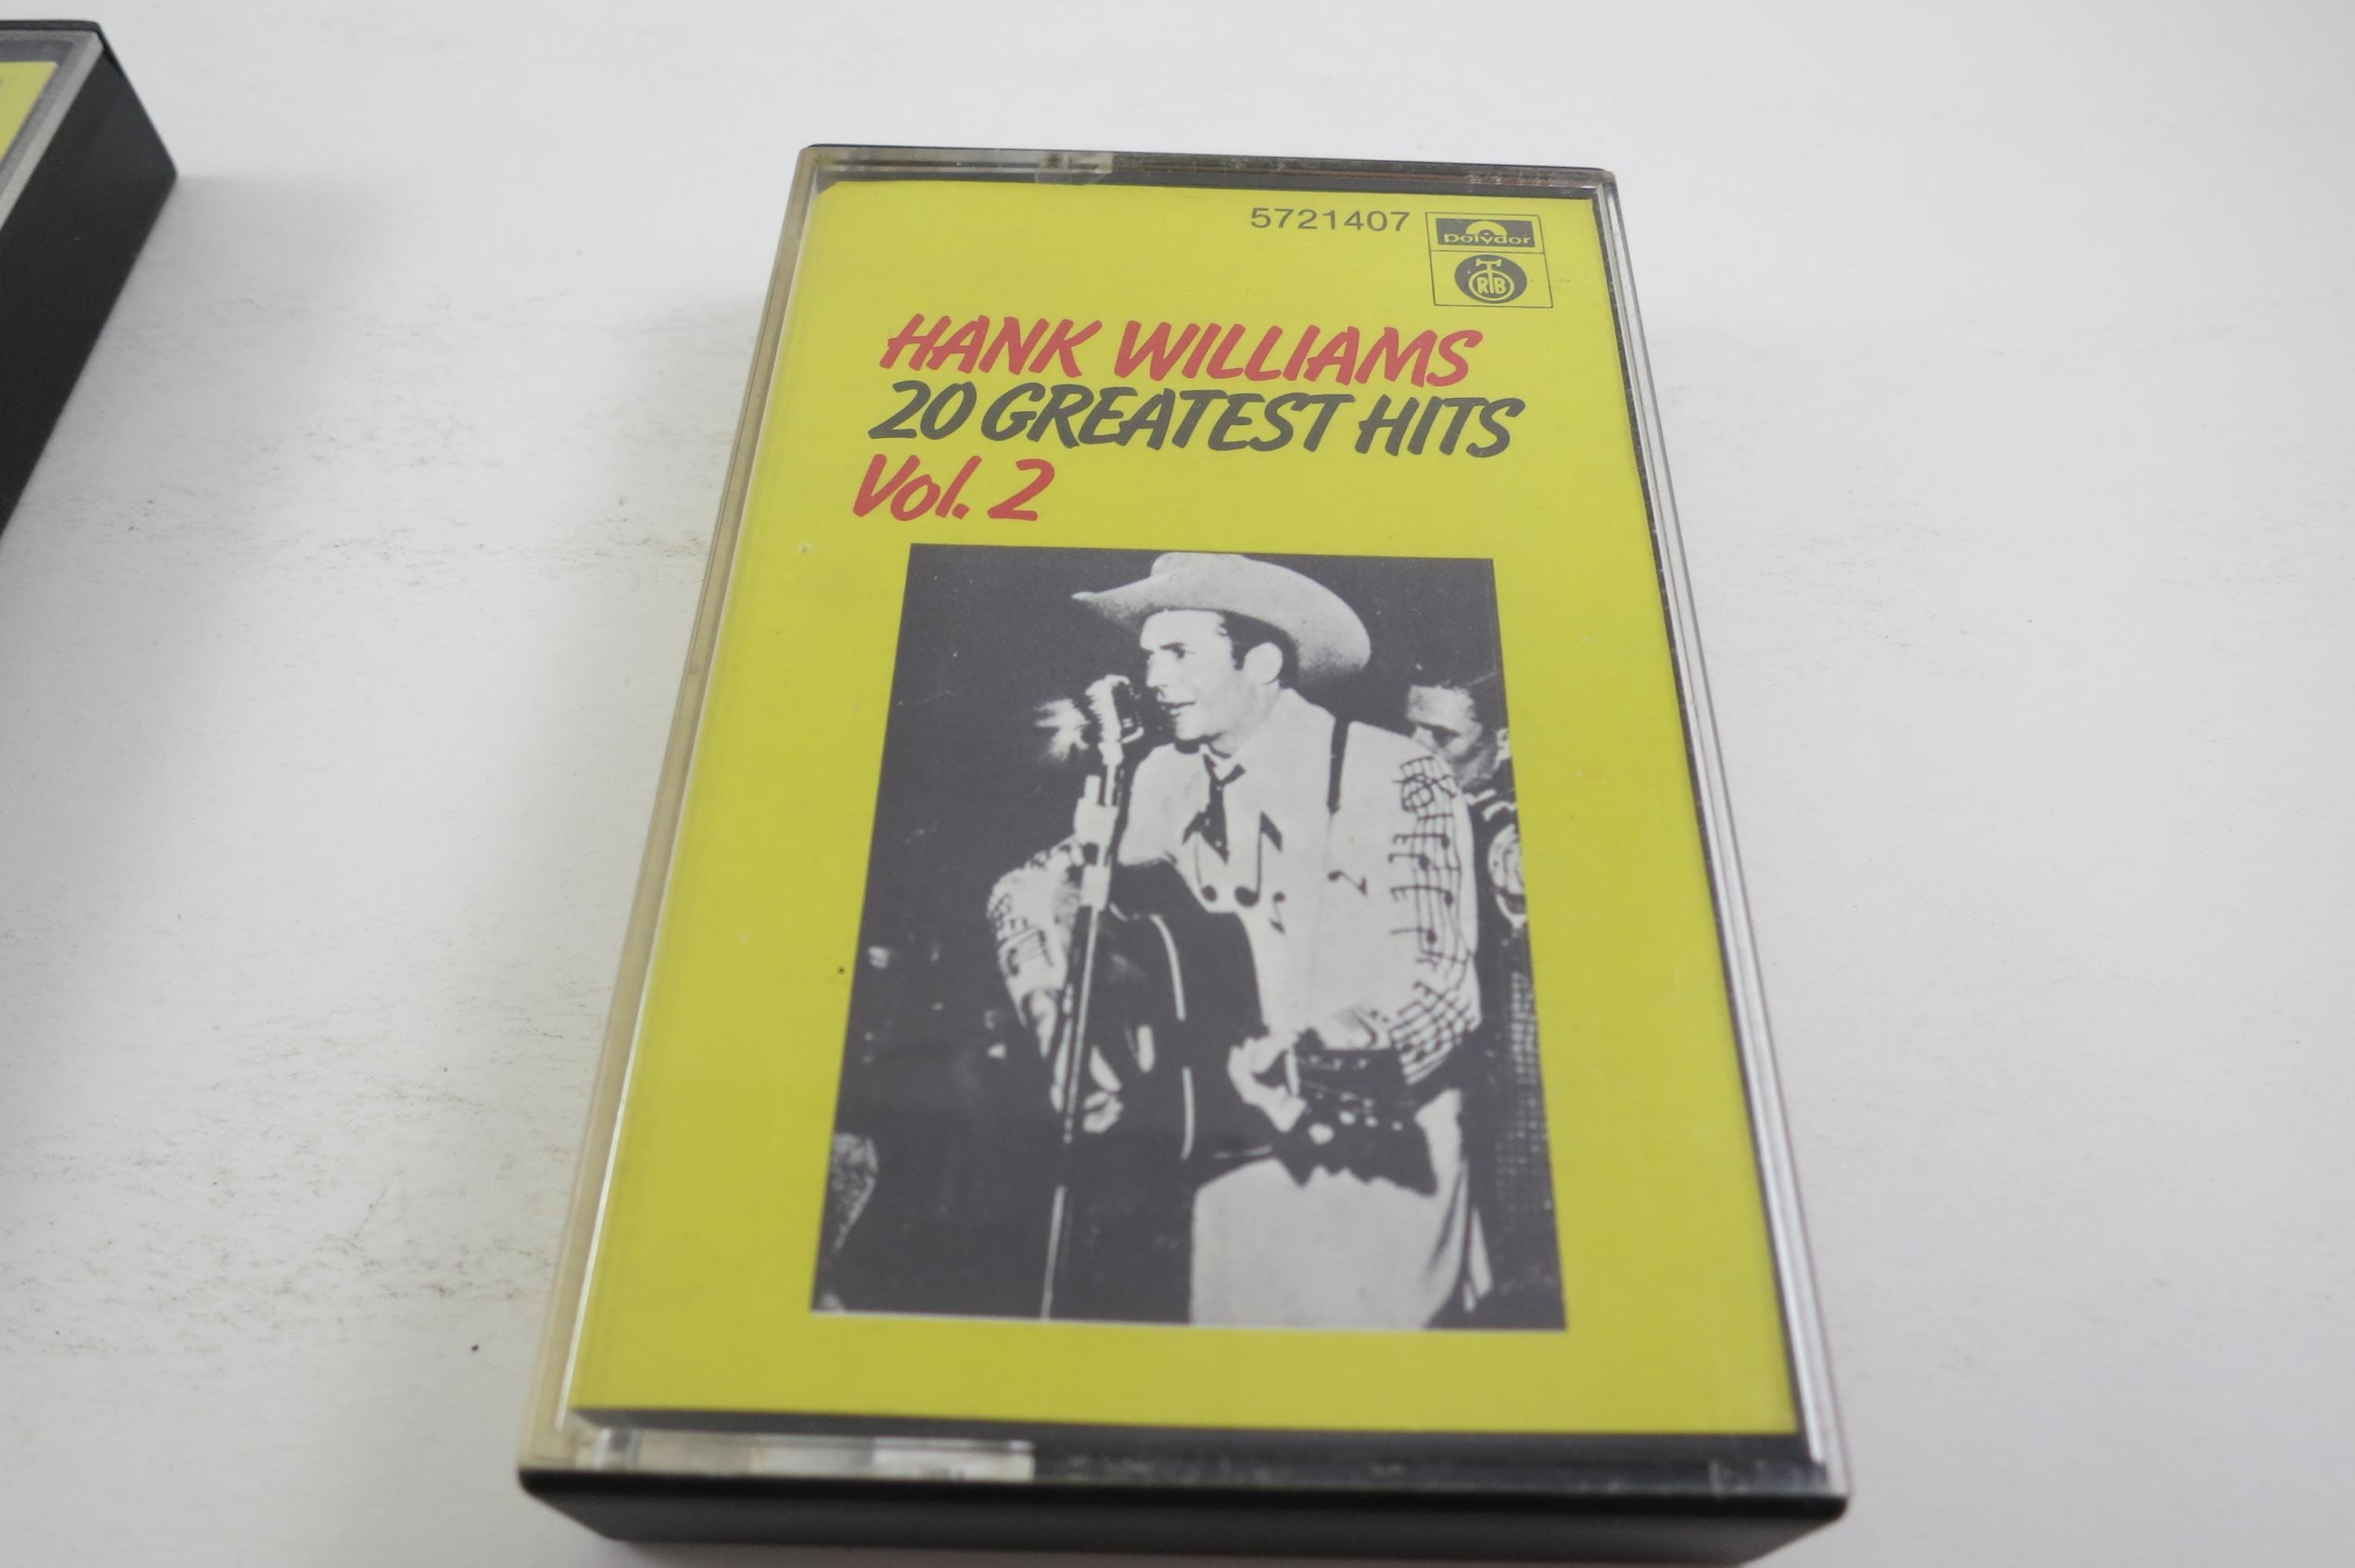 5721407
polydor
RTB
HANK WILLIAMS
20 GREATEST HITS
Vol. 2